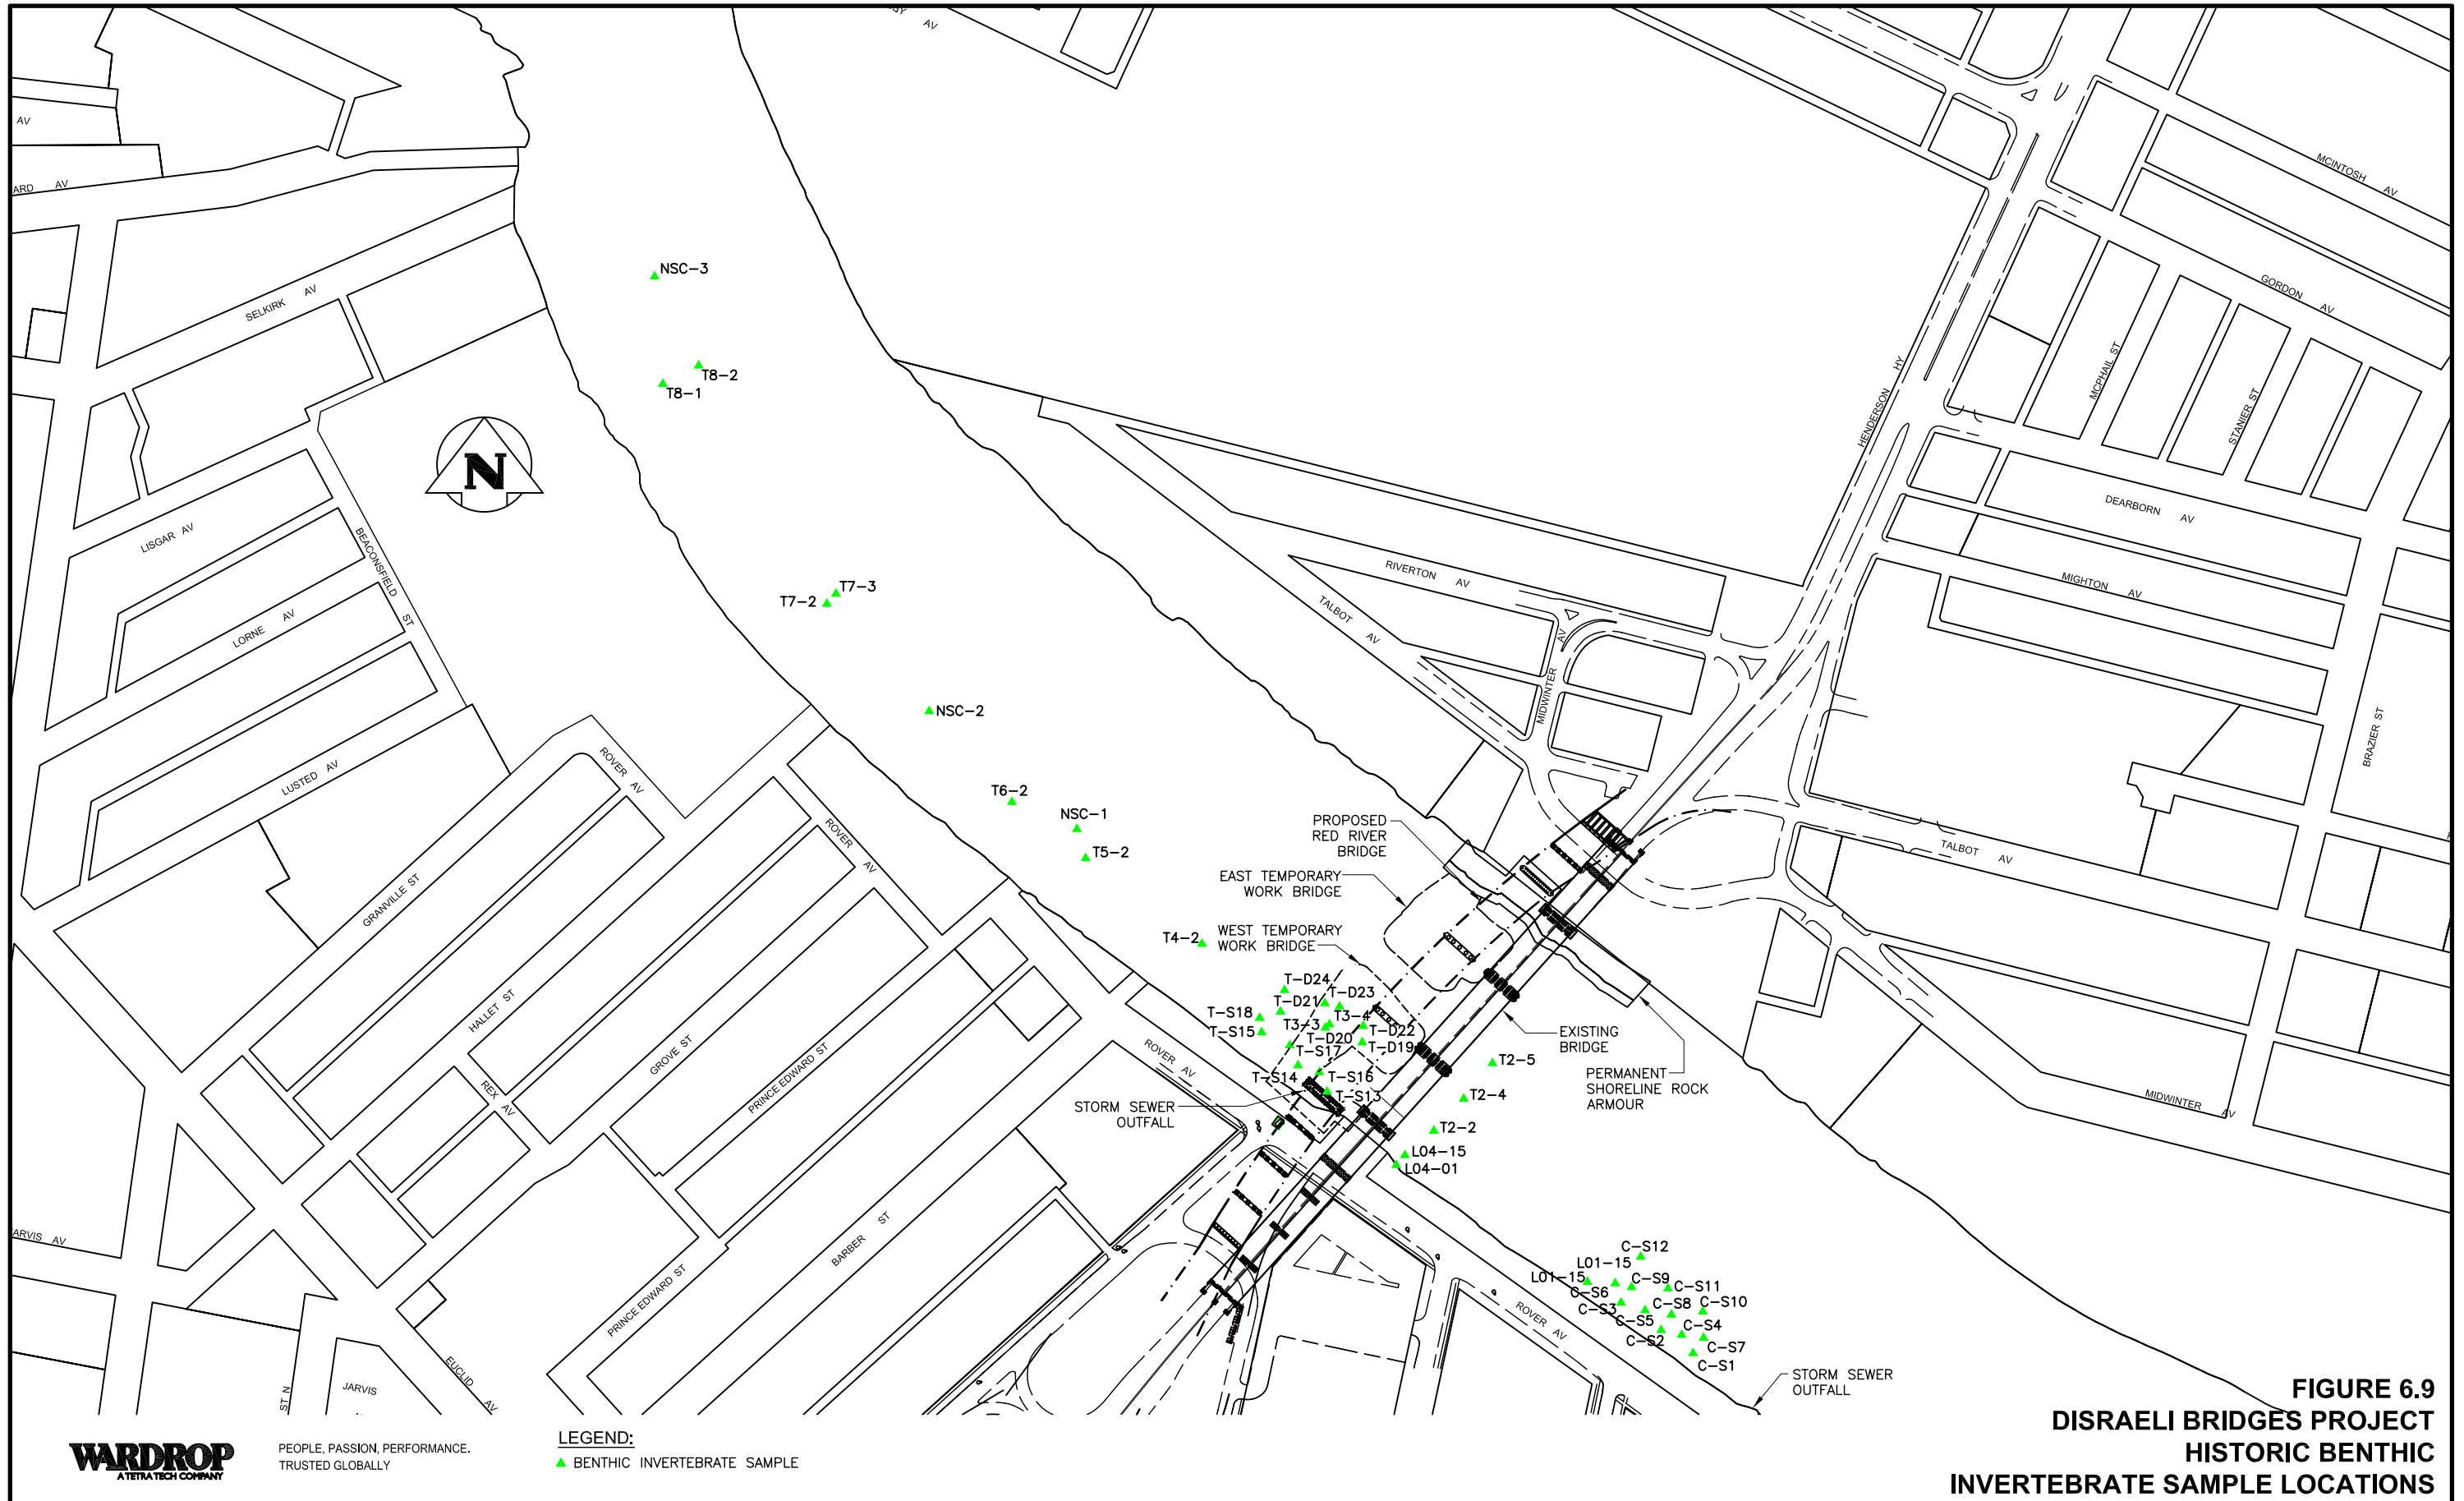 AV
AV
ARD AV
SELKIRK AV
LISGAR AV
BEACONSFIELD ST
LORNE AV
LUSTED AV
ROVER AV
GRANVILLE ST
HALLET ST
REX AV
GROVE ST
PRINCE EDWARD ST
ROVER AV
ROVER AV
BARBER ST
PRINCE EDWARD ST
EUCLID AV
JARVIS
ST N
ARVIS AV
N
NSC-3
T8-2
T8-1
T7-3
T7-2
NSC-2
T6-2
NSC-1
T5-2
T4-2
MCINTOSH AV
GORDON AV
MCPHAIL ST
STANIER ST
HENDERSON HY
DEARBORN AV
MIGHTON AV
BRAZIER ST
RIVERTON AV
TALBOT AV
MIDWINTER AV
TALBOT AV
MIDWINTER AV
PROPOSED
RED RIVER
BRIDGE
EAST TEMPORARY
WORK BRIDGE
WEST TEMPORARY
WORK BRIDGE
T-D24
T-D23
T-D21
T-S18
T3-4
T3-3
T-S15
T-D22
T-D20
T-D19
T-S17
T-S14
T-S16
T-S13
STORM SEWER
OUTFALL
EXISTING
BRIDGE
PERMANENT
SHORELINE ROCK
ARMOUR
T2-5
T2-4
T2-2
L04-15
L04-01
C-S12
L01-15
L01-15
C-S9
C-S11
C-S6
C-S3
C-S8
C-S10
C-S5
C-S4
C-S2
C-S7
C-S1
ROVER AV
STORM SEWER
OUTFALL
WARDROP
A TETRA TECH COMPANY
PEOPLE, PASSION, PERFORMANCE.
TRUSTED GLOBALLY
LEGEND:
BENTHIC INVERTEBRATE SAMPLE
FIGURE 6.9
DISRAELI BRIDGES PROJECT
HISTORIC BENTHIC
INVERTEBRATE SAMPLE LOCATIONS